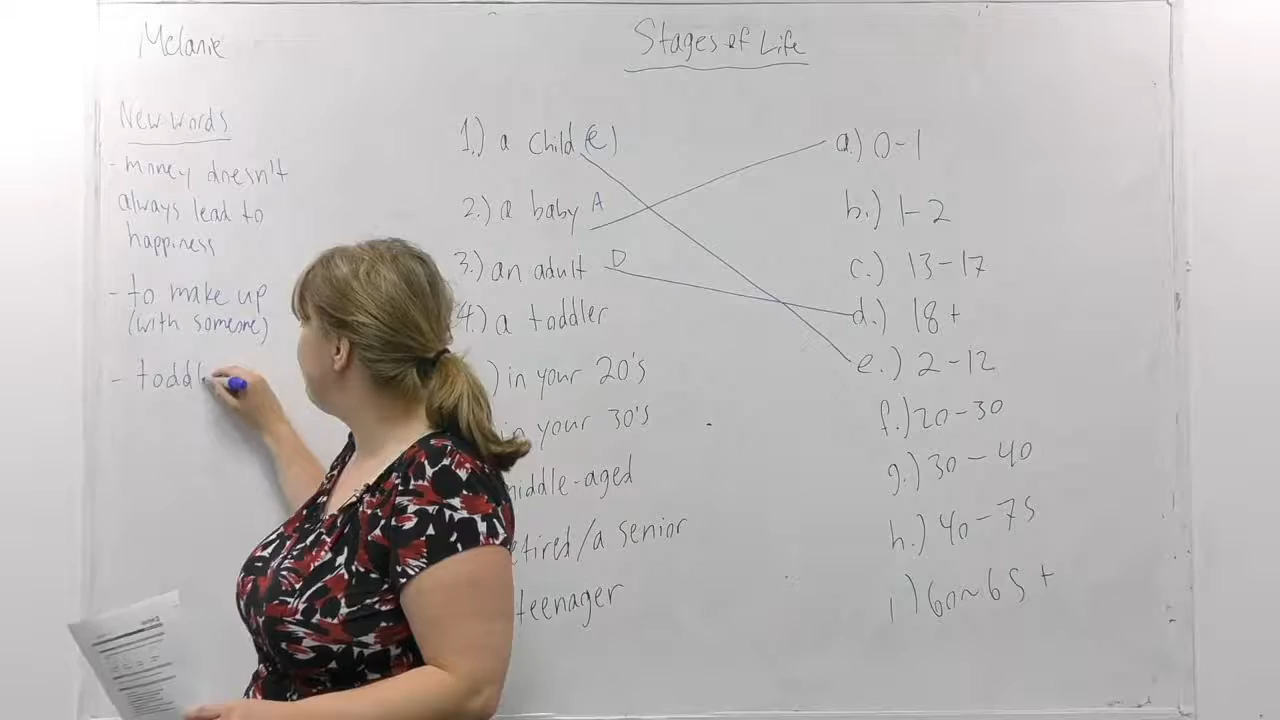 Melanie
Stages of Life
New words
- money doesn't
always lead to
happiness
- to make up
(with someone)
- toddl
1.) a child (e)
2.) a baby A
3.) an adult D
4.) a toddler
) in your 20's
in your 30's
middle-aged
etired/a senior
teenager
a.) 0-1
b.) 1-2
c.) 13-17
d.) 18+
e.) 2-12
f.) 20-30
g.) 30-40
h.) 40-75
i) 60~65+